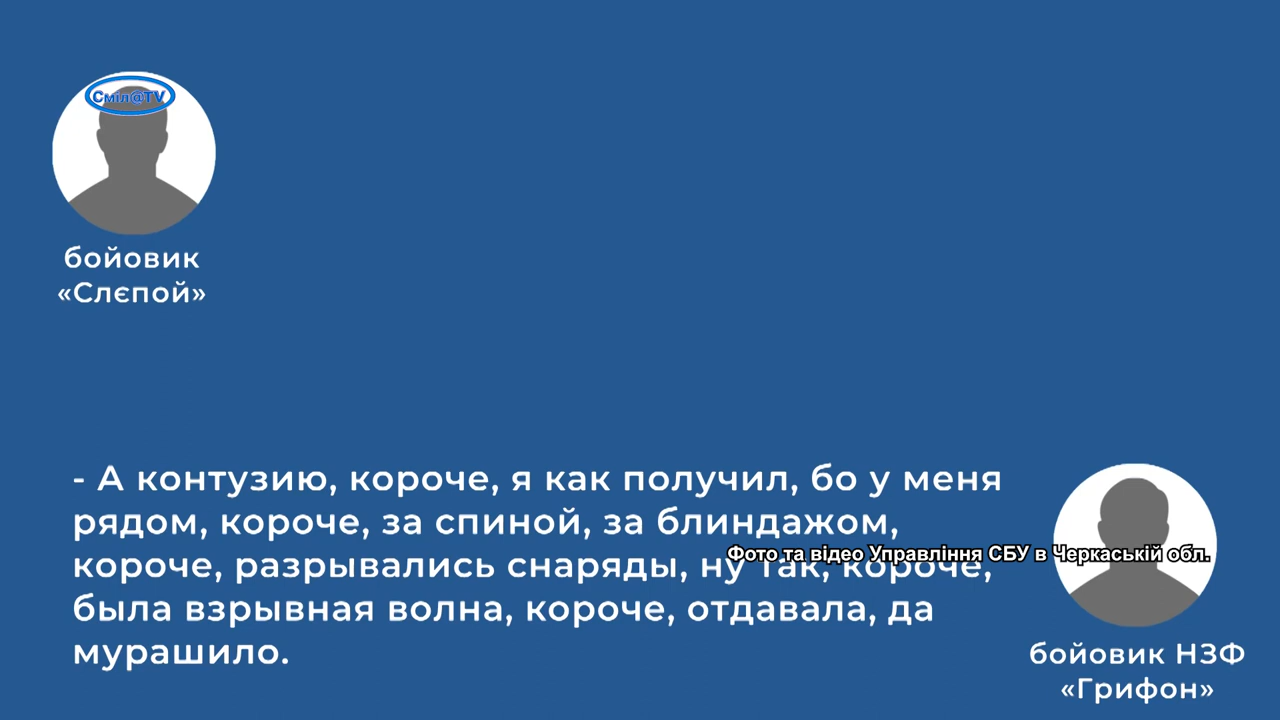 Сміл@TV
бойовик
«Слєпой»
- А контузию, короче, я как получил, бо у меня
рядом, короче, за спиной, за блиндажом,
короче, разрывались снаряды, ну так, короче,
была взрывная волна, короче, отдавала, да
мурашило.
Фото та відео Управління СБУ в Черкаській обл.
бойовик НЗФ
«Грифон»